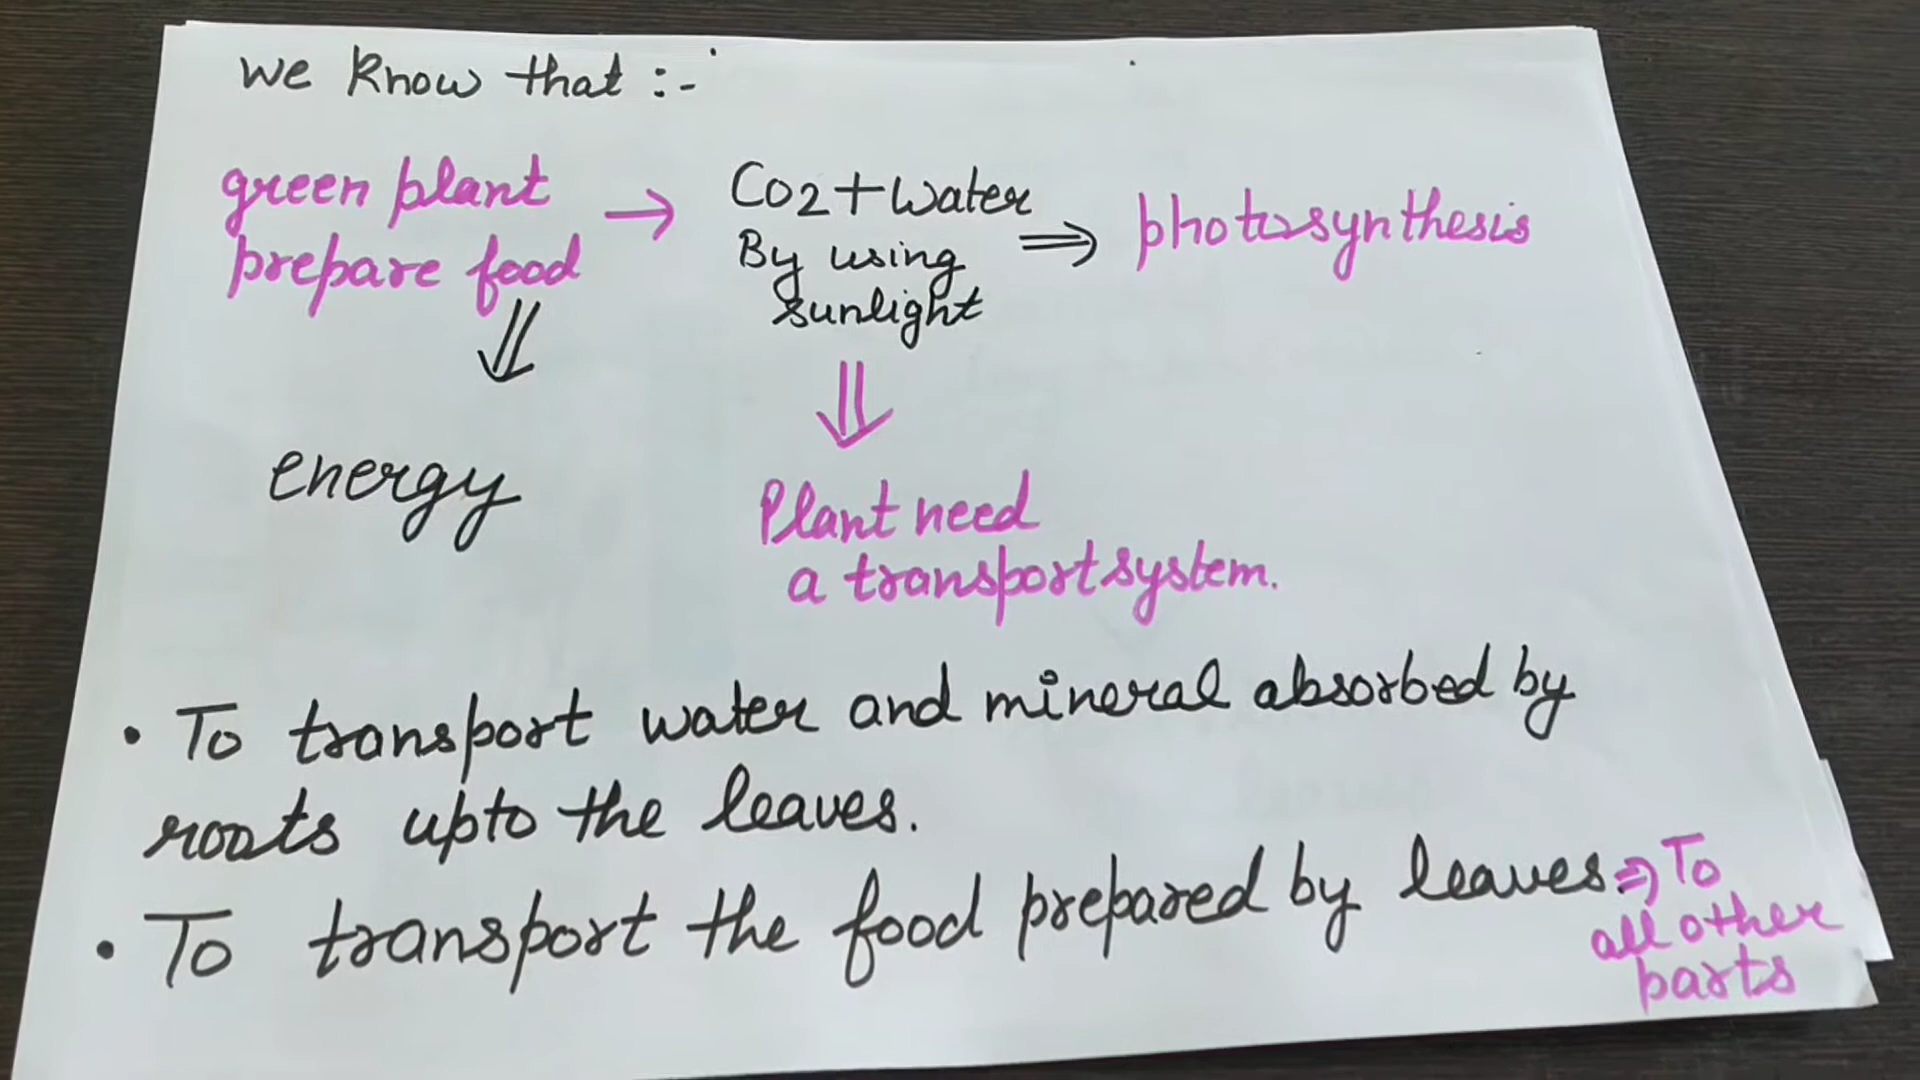 we know that :-
green plant
prepare food
→ Co2+Water
By using
sunlight
⇒ photosynthesis
⇓
energy
⇓
Plant need
a transport system.
• To transport water and mineral absorbed by
roots upto the leaves.
• To transport the food prepared by leaves ⇒ To
all other
parts